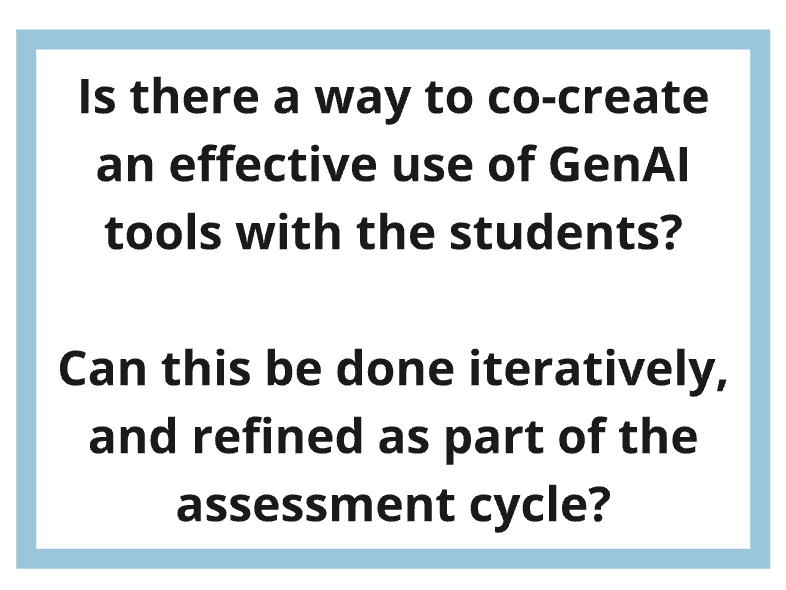 Is there a way to co-create
an effective use of GenAI
tools with the students?
Can this be done iteratively,
and refined as part of the
assessment cycle?